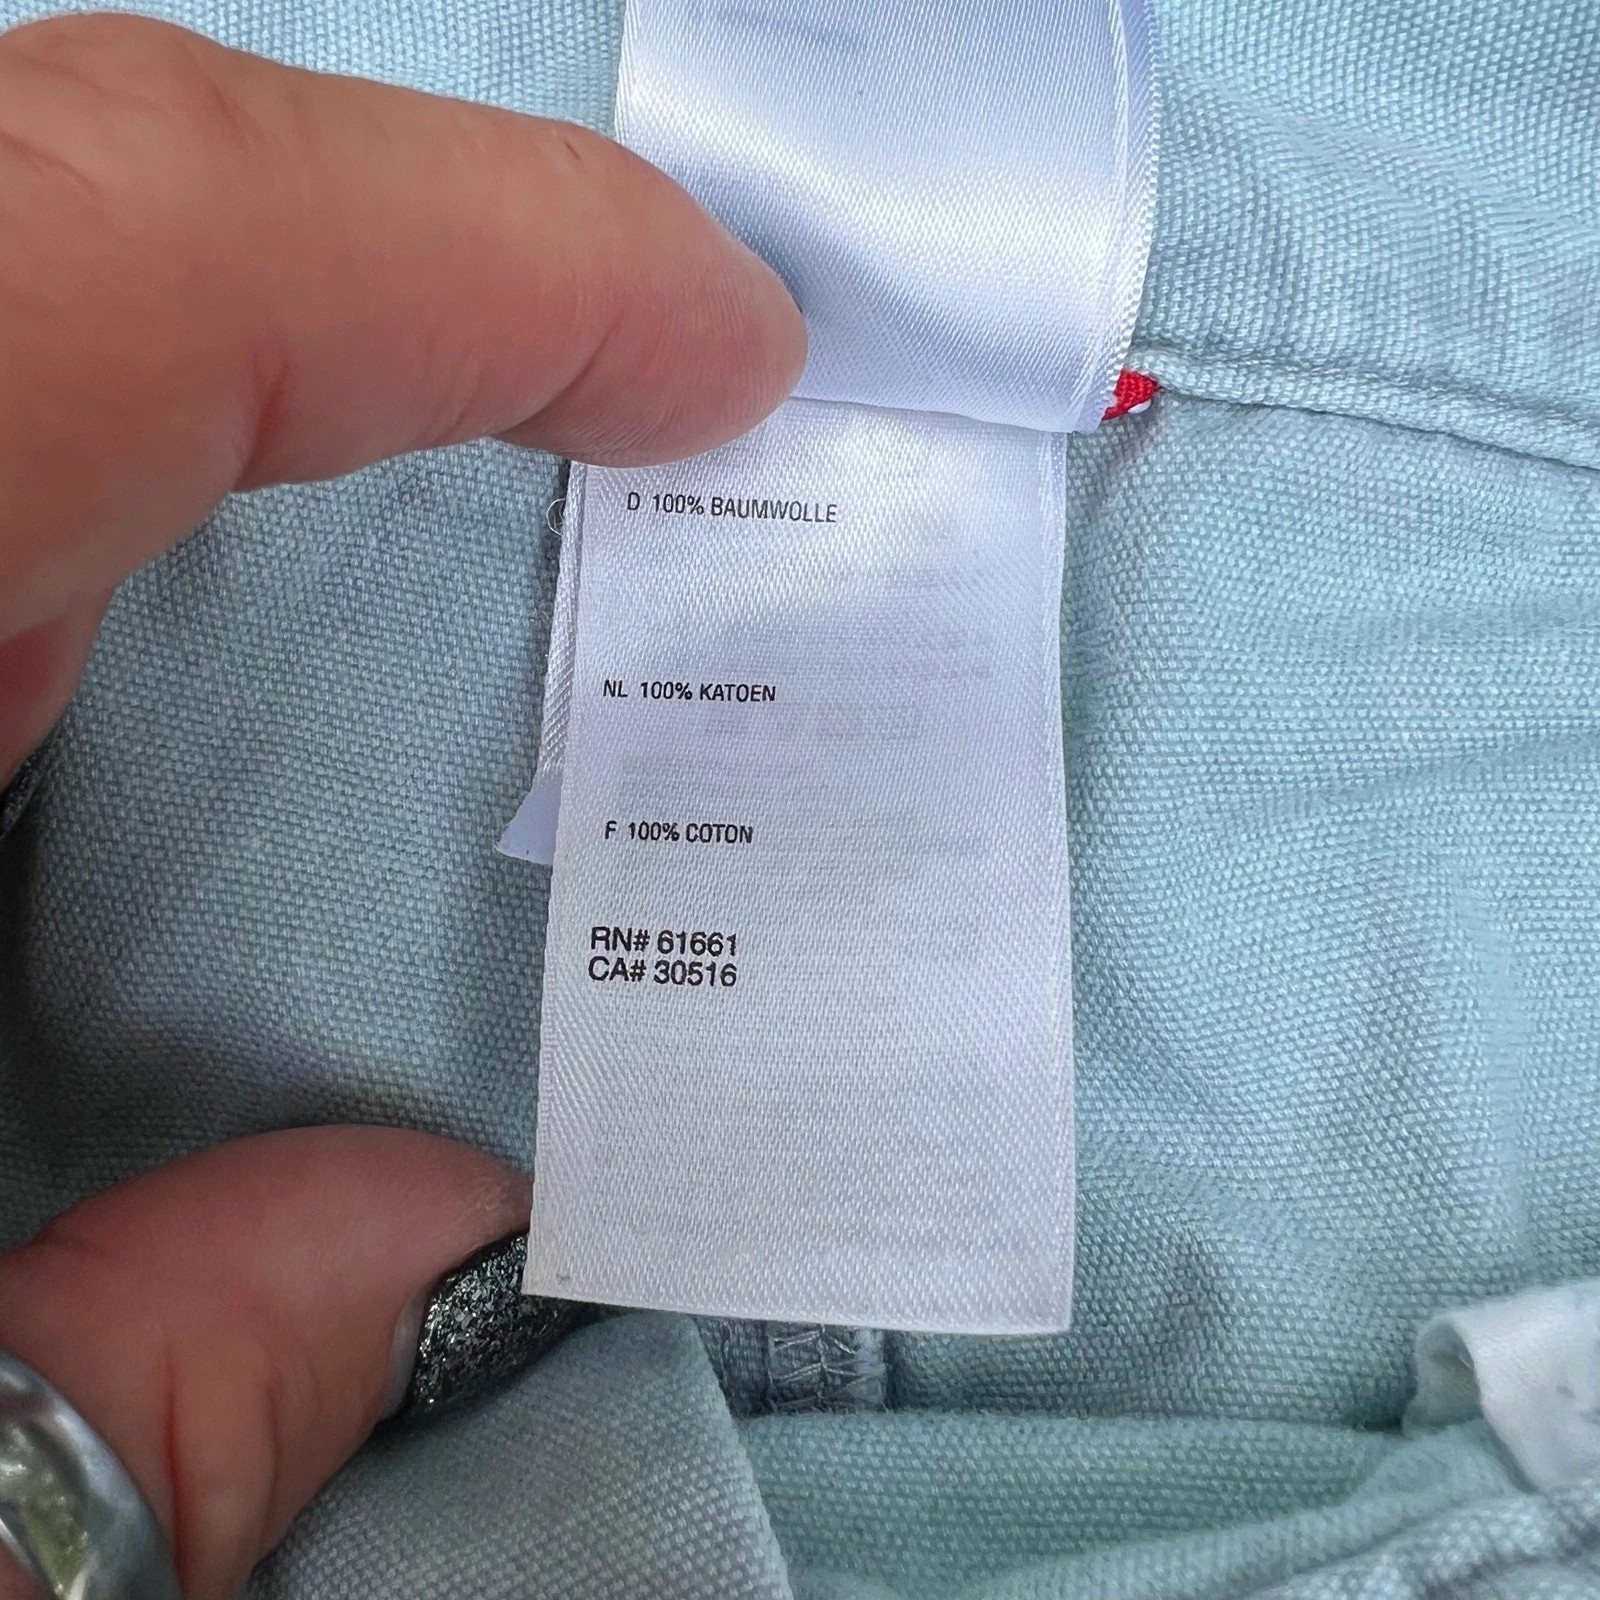 D 100% BAUMWOLLE
NL 100% KATOEN
F 100% COTON
RN# 61661
CA# 30516